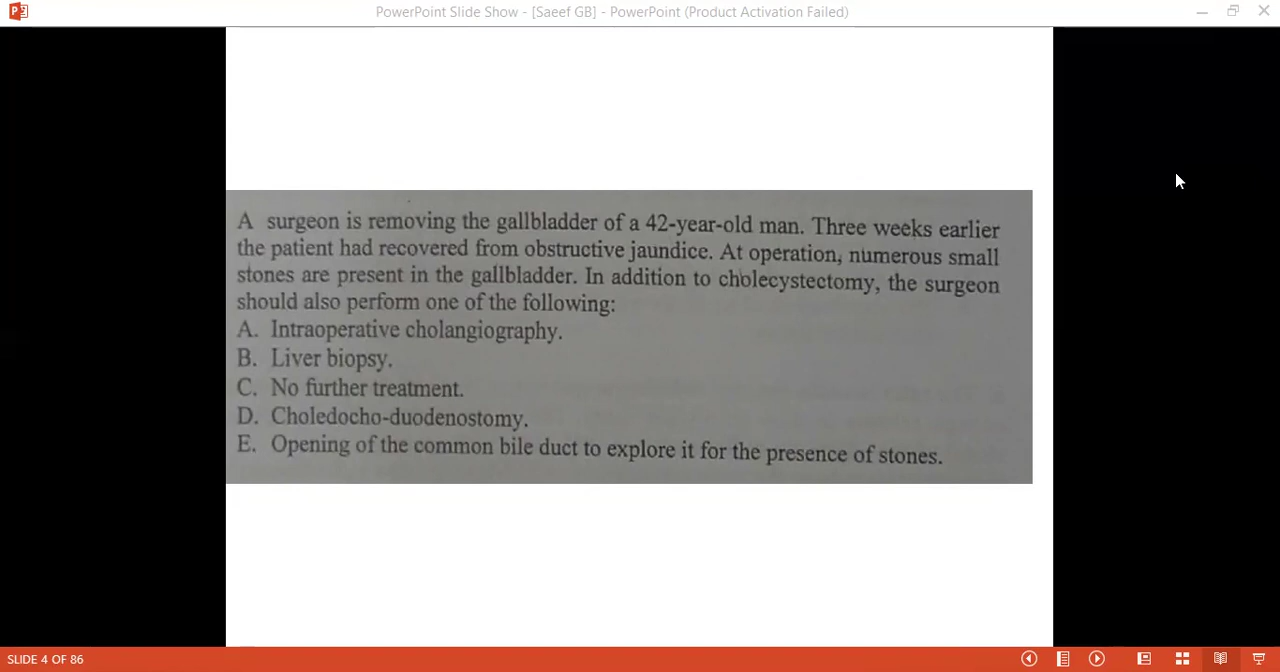 PowerPoint Slide Show - [Saeef GB] - PowerPoint (Product Activation Failed)
A surgeon is removing the gallbladder of a 42-year-old man. Three weeks earlier
the patient had recovered from obstructive jaundice. At operation, numerous small
stones are present in the gallbladder. In addition to cholecystectomy, the surgeon
should also perform one of the following:
A. Intraoperative cholangiography.
B. Liver biopsy.
C. No further treatment.
D. Choledocho-duodenostomy.
E. Opening of the common bile duct to explore it for the presence of stones.
SLIDE 4 OF 86